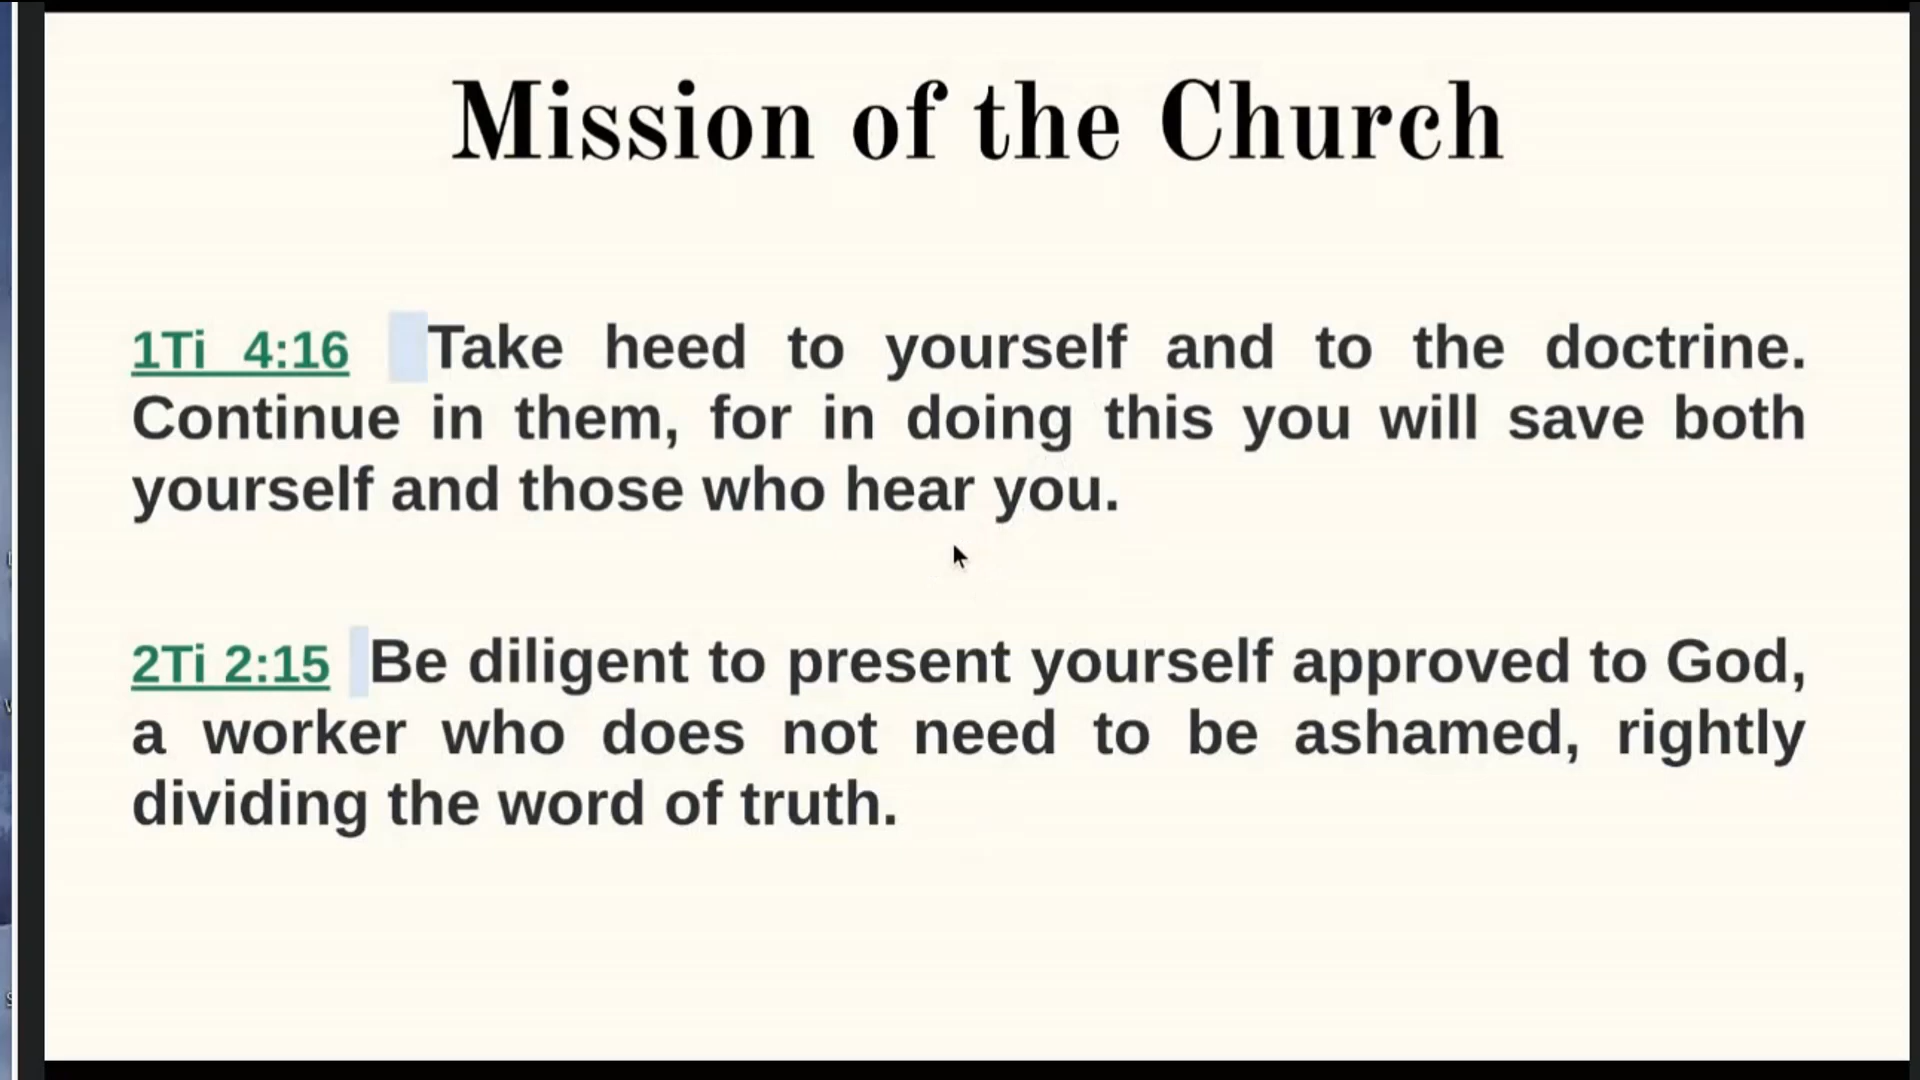 Mission of the Church
1Ti 4:16 Take heed to yourself and to the doctrine.
Continue in them, for in doing this you will save both
yourself and those who hear you.
2Ti 2:15 Be diligent to present yourself approved to God,
a worker who does not need to be ashamed, rightly
dividing the word of truth.